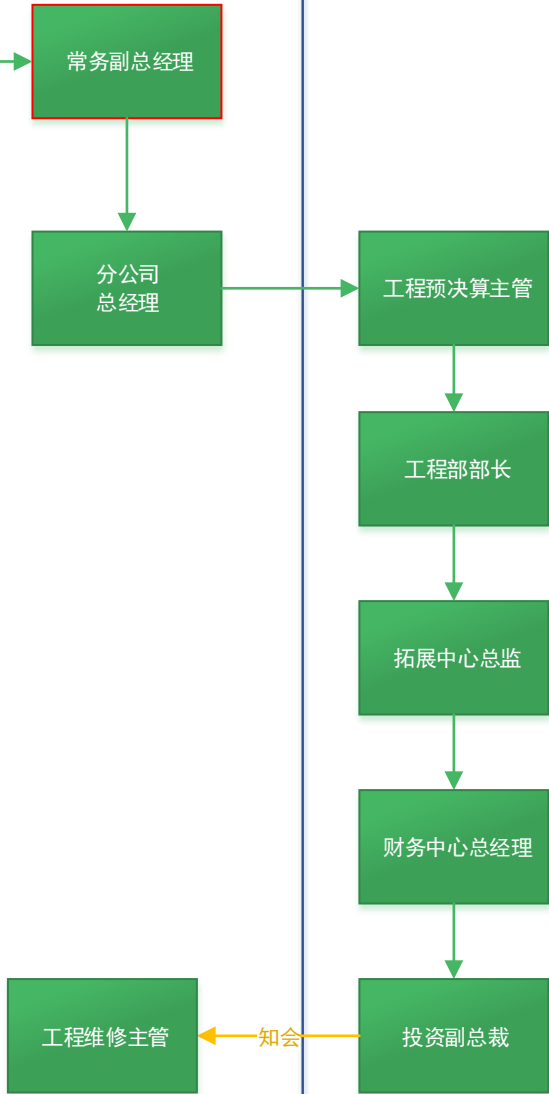 常务副总经理
分公司
总经理
工程预决算主管
工程部部长
拓展中心总监
财务中心总经理
投资副总裁
知会
工程维修主管